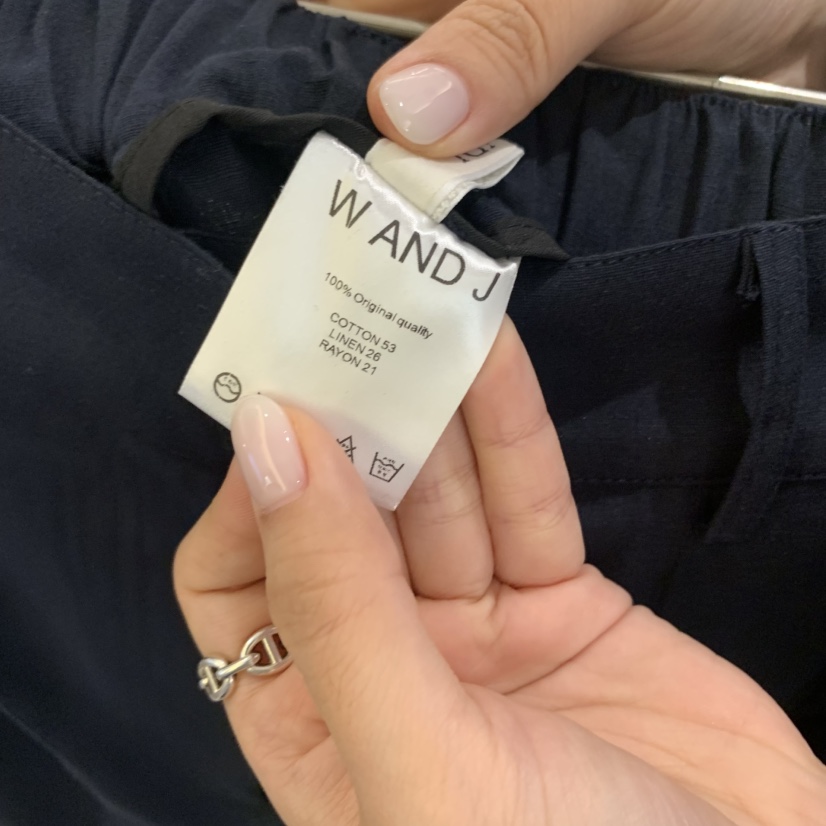 W AND J
100% Original quality
COTTON 53
LINEN 26
RAYON 21